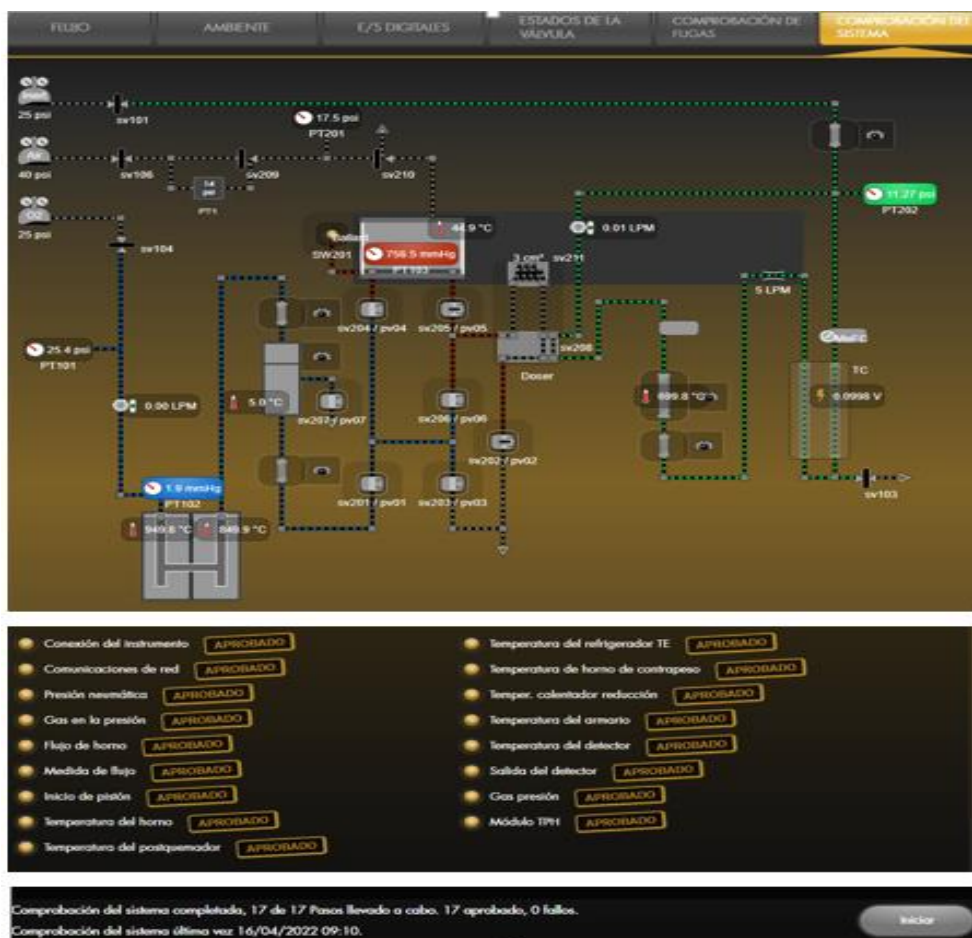 FLUJO
AMBIENTE
E/S DIGITALES
ESTADOS DE LA VÁLVULA
COMPROBACIÓN DE FUGAS
COMPROBACIÓN DEL SISTEMA
25 psi
sv101
17.5 psi
PT201
Air
40 psi
sv106
sv209
sv210
14 psi
PT1
11.27 psi
PT202
O2
25 psi
sv104
Ballast
SW201
44.9 °C
756.5 mmHg
PT103
0.01 LPM
3 cm³
sv211
5 LPM
sv204 / pv04
sv205 / pv05
sv208
Doser
25.4 psi
PT101
0.00 LPM
5.0 °C
sv207 / pv07
sv206 / pv06
699.8 °C
TC
0.0998 V
sv202 / pv02
1.9 mmHg
PT102
sv201 / pv01
sv203 / pv03
sv103
949.8 °C
849.9 °C
Conexión del instrumento APROBADO
Comunicaciones de red APROBADO
Presión neumática APROBADO
Gas en la presión APROBADO
Flujo de horno APROBADO
Medida de flujo APROBADO
Inicio de pistón APROBADO
Temperatura del horno APROBADO
Temperatura del postquemador APROBADO
Temperatura del refrigerador TE APROBADO
Temperatura de horno de contrapeso APROBADO
Temper. calentador reducción APROBADO
Temperatura del armario APROBADO
Temperatura del detector APROBADO
Salida del detector APROBADO
Gas presión APROBADO
Módulo TPH APROBADO
Comprobación del sistema completada, 17 de 17 Pasos llevado a cabo. 17 aprobado, 0 fallos.
Comprobación del sistema última vez 16/04/2022 09:10.
Iniciar